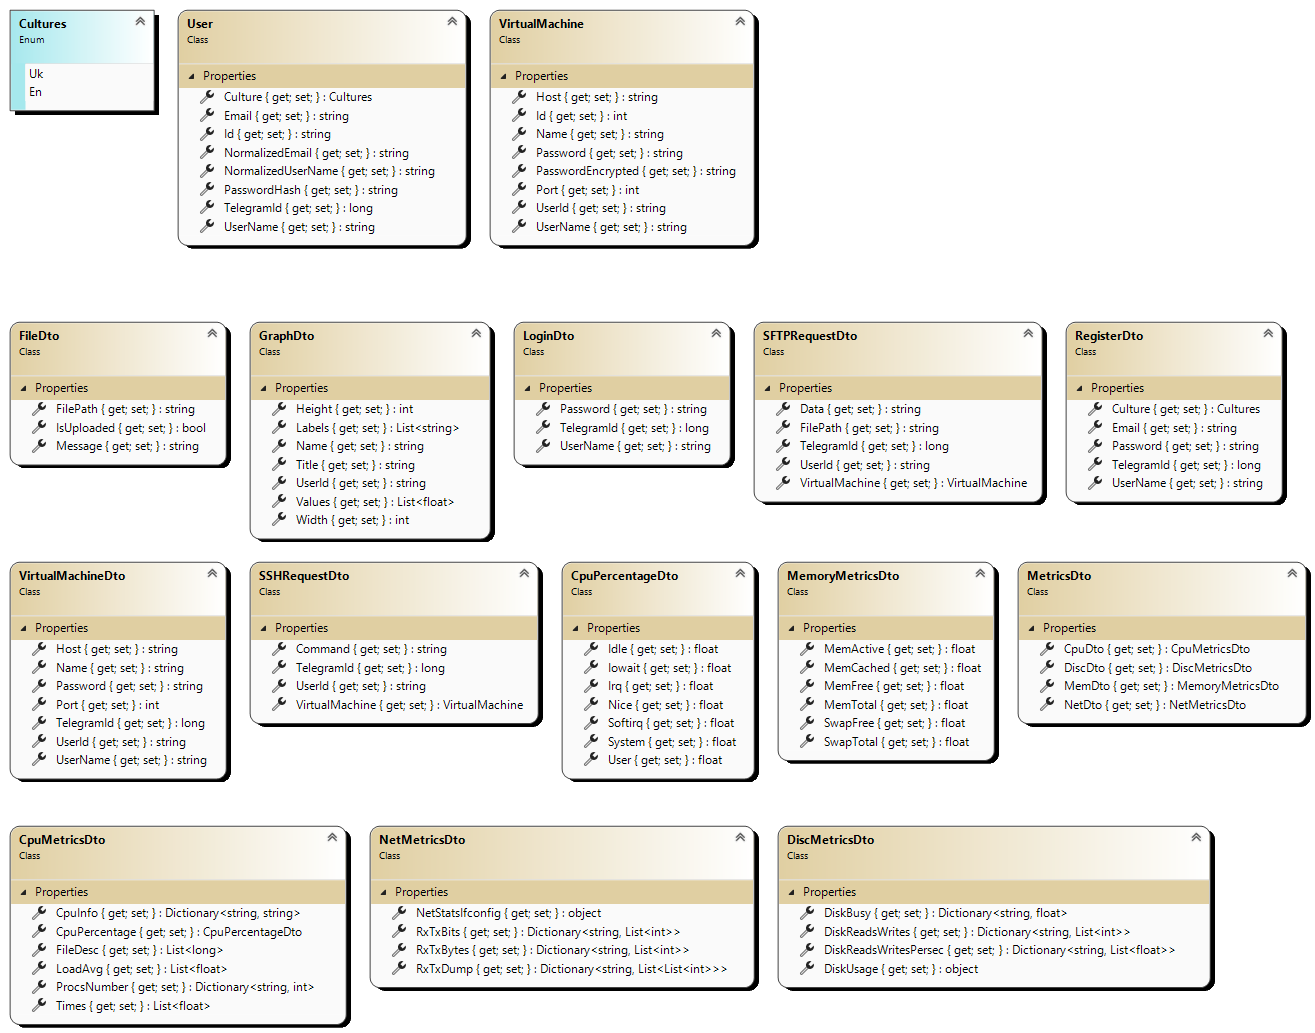 Cultures
Enum
Uk
En
User
Class
Properties
Culture { get; set; } : Cultures
Email { get; set; } : string
Id { get; set; } : string
NormalizedEmail { get; set; } : string
NormalizedUserName { get; set; } : string
PasswordHash { get; set; } : string
TelegramId { get; set; } : long
UserName { get; set; } : string
VirtualMachine
Class
Properties
Host { get; set; } : string
Id { get; set; } : int
Name { get; set; } : string
Password { get; set; } : string
PasswordEncrypted { get; set; } : string
Port { get; set; } : int
UserId { get; set; } : string
UserName { get; set; } : string
FileDto
Class
Properties
FilePath { get; set; } : string
IsUploaded { get; set; } : bool
Message { get; set; } : string
GraphDto
Class
Properties
Height { get; set; } : int
Labels { get; set; } : List<string>
Name { get; set; } : string
Title { get; set; } : string
UserId { get; set; } : string
Values { get; set; } : List<float>
Width { get; set; } : int
LoginDto
Class
Properties
Password { get; set; } : string
TelegramId { get; set; } : long
UserName { get; set; } : string
SFTPRequestDto
Class
Properties
Data { get; set; } : string
FilePath { get; set; } : string
TelegramId { get; set; } : long
UserId { get; set; } : string
VirtualMachine { get; set; } : VirtualMachine
RegisterDto
Class
Properties
Culture { get; set; } : Cultures
Email { get; set; } : string
Password { get; set; } : string
TelegramId { get; set; } : long
UserName { get; set; } : string
VirtualMachineDto
Class
Properties
Host { get; set; } : string
Name { get; set; } : string
Password { get; set; } : string
Port { get; set; } : int
TelegramId { get; set; } : long
UserId { get; set; } : string
UserName { get; set; } : string
SSHRequestDto
Class
Properties
Command { get; set; } : string
TelegramId { get; set; } : long
UserId { get; set; } : string
VirtualMachine { get; set; } : VirtualMachine
CpuPercentageDto
Class
Properties
Idle { get; set; } : float
Iowait { get; set; } : float
Irq { get; set; } : float
Nice { get; set; } : float
Softirq { get; set; } : float
System { get; set; } : float
User { get; set; } : float
MemoryMetricsDto
Class
Properties
MemActive { get; set; } : float
MemCached { get; set; } : float
MemFree { get; set; } : float
MemTotal { get; set; } : float
SwapFree { get; set; } : float
SwapTotal { get; set; } : float
MetricsDto
Class
Properties
CpuDto { get; set; } : CpuMetricsDto
DiscDto { get; set; } : DiscMetricsDto
MemDto { get; set; } : MemoryMetricsDto
NetDto { get; set; } : NetMetricsDto
CpuMetricsDto
Class
Properties
CpuInfo { get; set; } : Dictionary<string, string>
CpuPercentage { get; set; } : CpuPercentageDto
FileDesc { get; set; } : List<long>
LoadAvg { get; set; } : List<float>
ProcsNumber { get; set; } : Dictionary<string, int>
Times { get; set; } : List<float>
NetMetricsDto
Class
Properties
NetStatsIfconfig { get; set; } : object
RxTxBits { get; set; } : Dictionary<string, List<int>>
RxTxBytes { get; set; } : Dictionary<string, List<int>>
RxTxDump { get; set; } : Dictionary<string, List<List<int>>>
DiscMetricsDto
Class
Properties
DiskBusy { get; set; } : Dictionary<string, float>
DiskReadsWrites { get; set; } : Dictionary<string, List<int>>
DiskReadsWritesPersec { get; set; } : Dictionary<string, List<float>>
DiskUsage { get; set; } : object